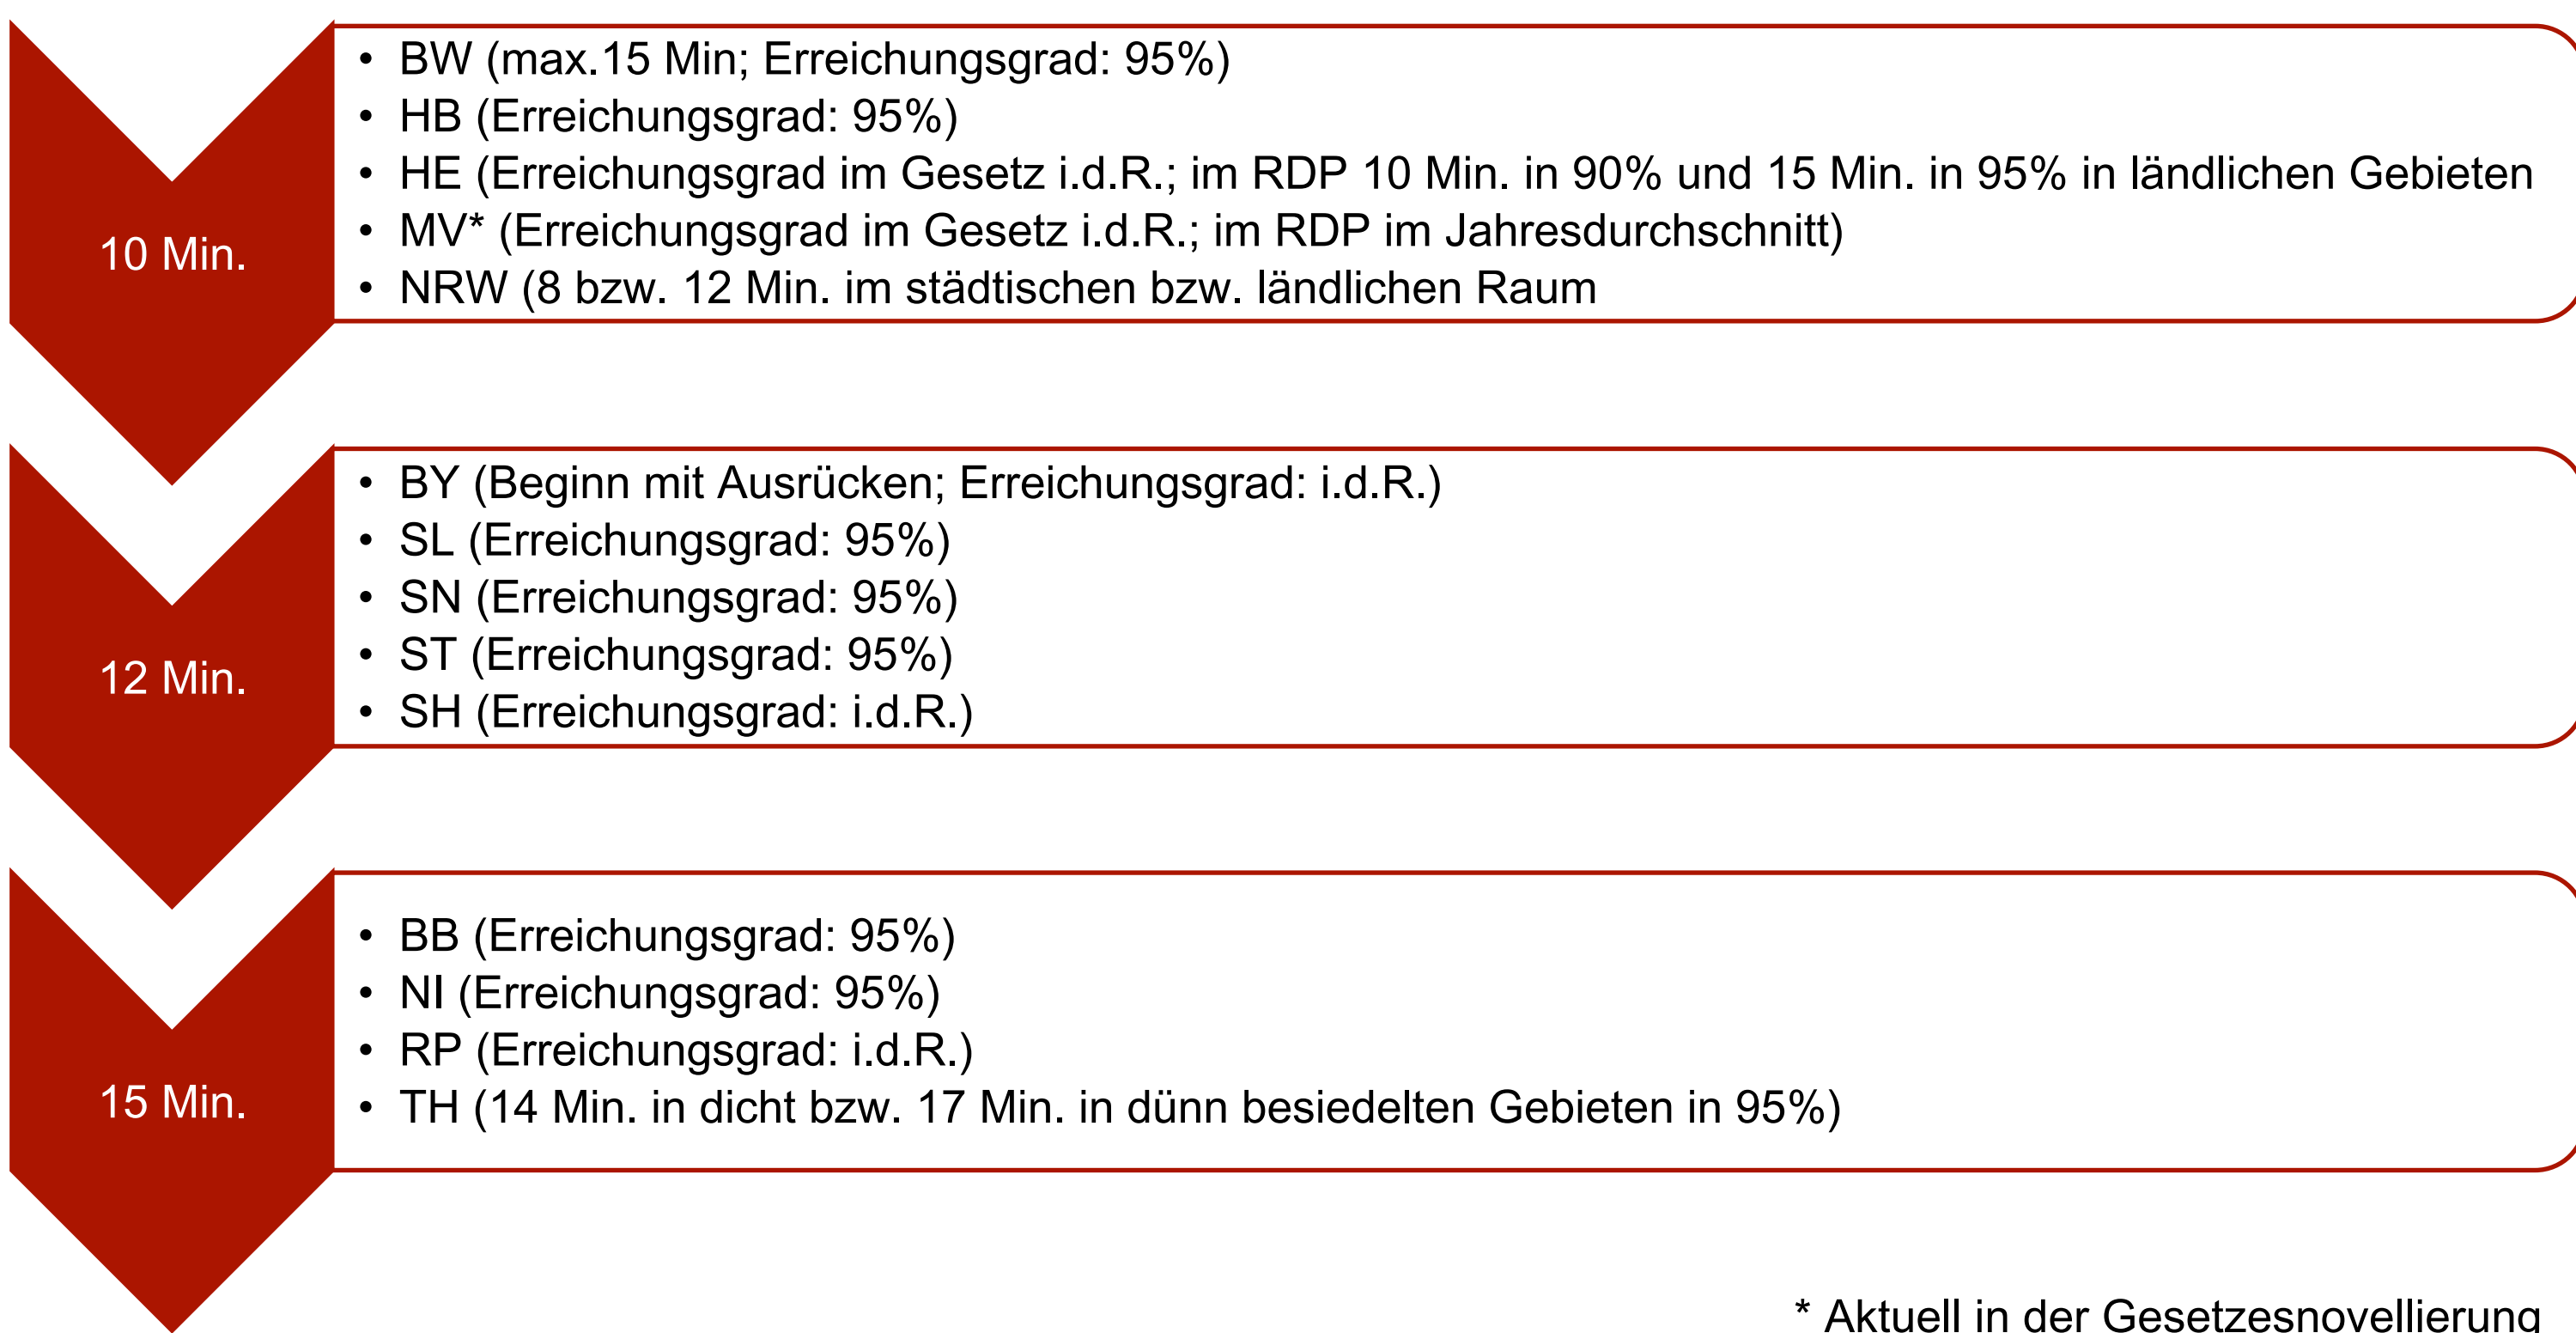 10 Min.
• BW (max.15 Min; Erreichungsgrad: 95%)
• HB (Erreichungsgrad: 95%)
• HE (Erreichungsgrad im Gesetz i.d.R.; im RDP 10 Min. in 90% und 15 Min. in 95% in ländlichen Gebieten
• MV* (Erreichungsgrad im Gesetz i.d.R.; im RDP im Jahresdurchschnitt)
• NRW (8 bzw. 12 Min. im städtischen bzw. ländlichen Raum
12 Min.
• BY (Beginn mit Ausrücken; Erreichungsgrad: i.d.R.)
• SL (Erreichungsgrad: 95%)
• SN (Erreichungsgrad: 95%)
• ST (Erreichungsgrad: 95%)
• SH (Erreichungsgrad: i.d.R.)
15 Min.
• BB (Erreichungsgrad: 95%)
• NI (Erreichungsgrad: 95%)
• RP (Erreichungsgrad: i.d.R.)
• TH (14 Min. in dicht bzw. 17 Min. in dünn besiedelten Gebieten in 95%)
* Aktuell in der Gesetzesnovellierung